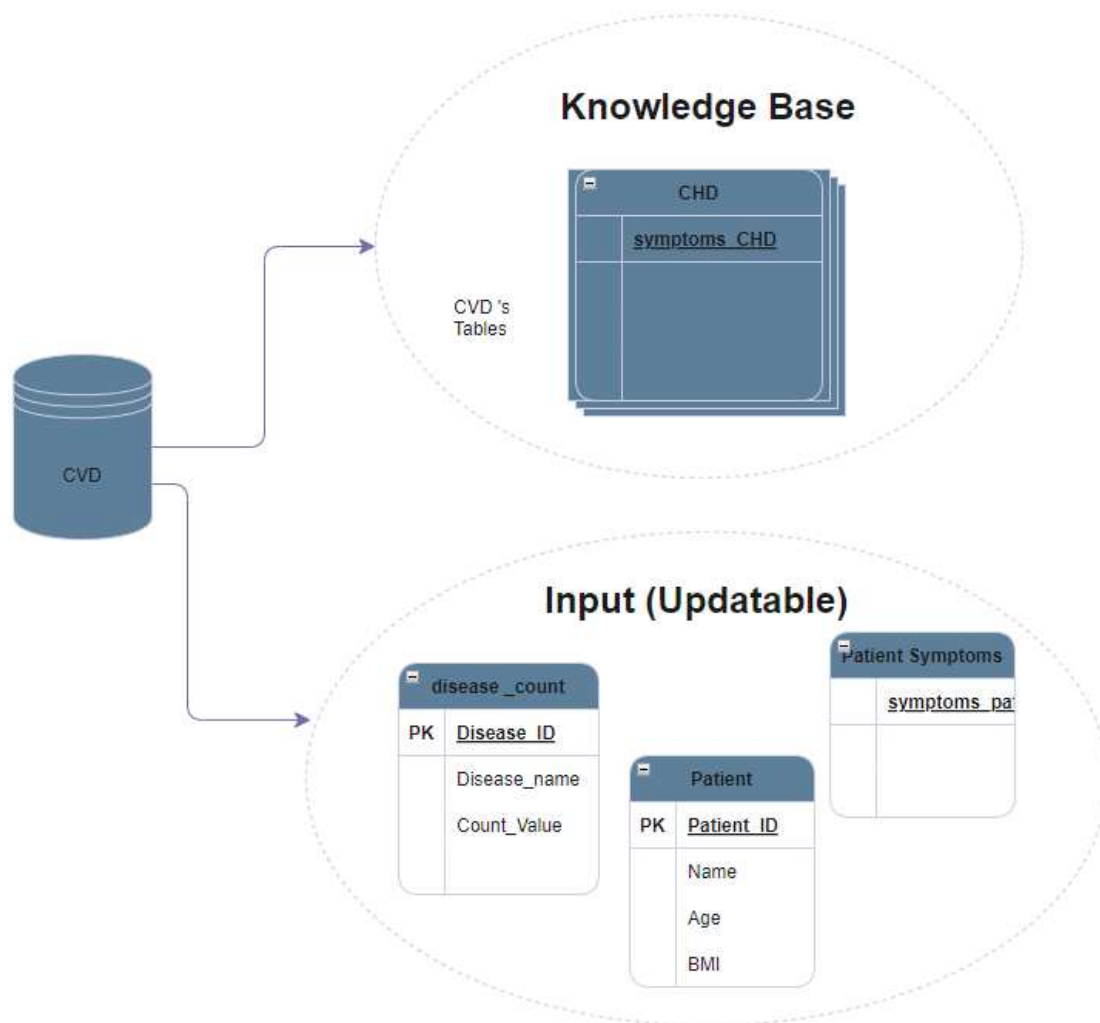 Knowledge Base
CHD
symptoms_CHD
CVD 's
Tables
CVD
Input (Updatable)
disease _count
PK Disease_ID
Disease_name
Count_Value
Patient
PK Patient_ID
Name
Age
BMI
Patient Symptoms
symptoms_pat